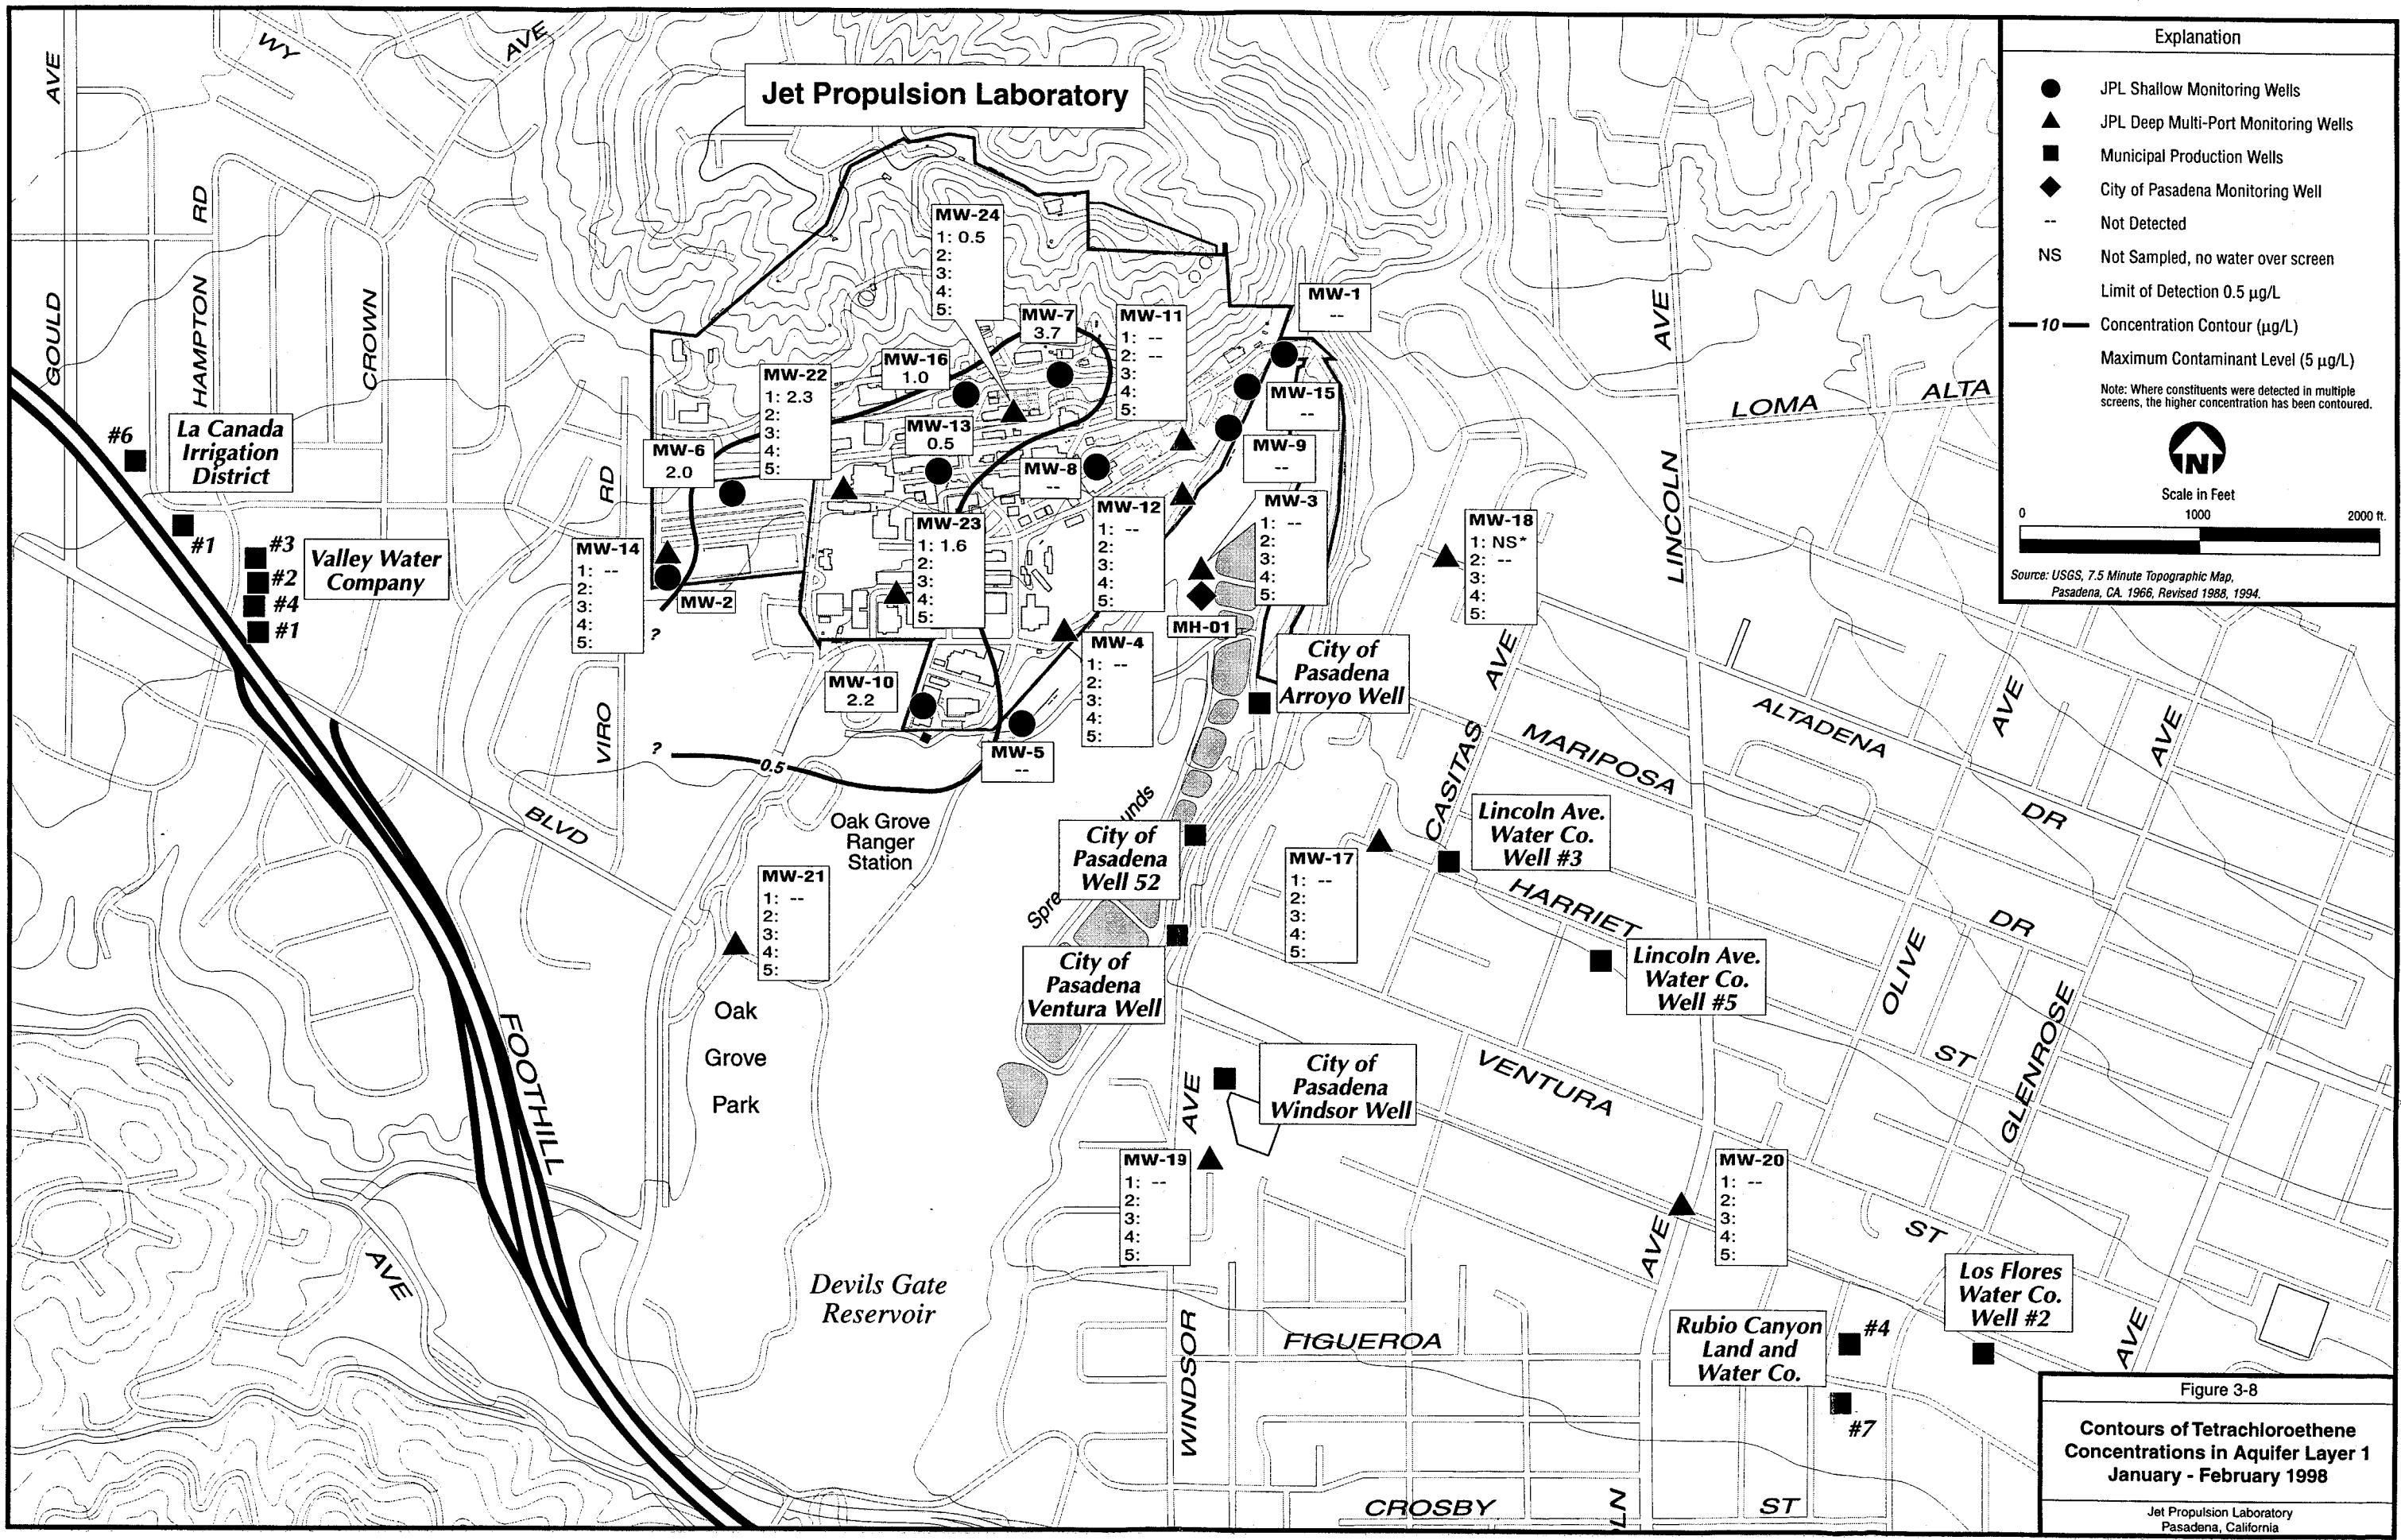 Jet Propulsion Laboratory
Explanation
JPL Shallow Monitoring Wells
JPL Deep Multi-Port Monitoring Wells
Municipal Production Wells
City of Pasadena Monitoring Well
-- Not Detected
NS Not Sampled, no water over screen
Limit of Detection 0.5 µg/L
10 Concentration Contour (µg/L)
Maximum Contaminant Level (5 µg/L)
Note: Where constituents were detected in multiple
screens, the higher concentration has been contoured.
N
Scale in Feet
0 1000 2000 ft.
Source: USGS, 7.5 Minute Topographic Map,
Pasadena, CA. 1966, Revised 1988, 1994.
AVE
GOULD
WY
AVE
RD
HAMPTON
CROWN
#6
La Canada
Irrigation
District
#1
#3
#2
#4
#1
Valley Water
Company
RD
VIRO
MW-24
1: 0.5
2:
3:
4:
5:
MW-7
3.7
MW-11
1: --
2: --
3:
4:
5:
MW-1
--
MW-16
1.0
MW-22
1: 2.3
2:
3:
4:
5:
MW-15
--
MW-13
0.5
MW-6
2.0
MW-8
--
MW-9
--
MW-12
1: --
2:
3:
4:
5:
MW-3
1: --
2:
3:
4:
5:
MW-23
1: 1.6
2:
3:
4:
5:
MW-14
1: --
2:
3:
4:
5:
MW-2
?
MW-18
1: NS*
2: --
3:
4:
5:
MH-01
MW-4
1: --
2:
3:
4:
5:
City of
Pasadena
Arroyo Well
MW-10
2.2
MW-5
--
?
0.5
AVE
LINCOLN
LOMA ALTA
AVE
CASITAS
MARIPOSA
ALTADENA
DR
AVE
AVE
BLVD
Oak Grove
Ranger
Station
Spre
unds
City of
Pasadena
Well 52
MW-17
1: --
2:
3:
4:
5:
Lincoln Ave.
Water Co.
Well #3
HARRIET
DR
MW-21
1: --
2:
3:
4:
5:
City of
Pasadena
Ventura Well
Lincoln Ave.
Water Co.
Well #5
OLIVE
GLENROSE
ST
Oak
Grove
Park
FOOTHILL
City of
Pasadena
Windsor Well
VENTURA
AVE
MW-19
1: --
2:
3:
4:
5:
MW-20
1: --
2:
3:
4:
5:
AVE
ST
AVE
Devils Gate
Reservoir
WINDSOR
FIGUEROA
Rubio Canyon
Land and
Water Co.
#4
#7
Los Flores
Water Co.
Well #2
AVE
CROSBY
LN
ST
Figure 3-8
Contours of Tetrachloroethene
Concentrations in Aquifer Layer 1
January - February 1998
Jet Propulsion Laboratory
Pasadena, California